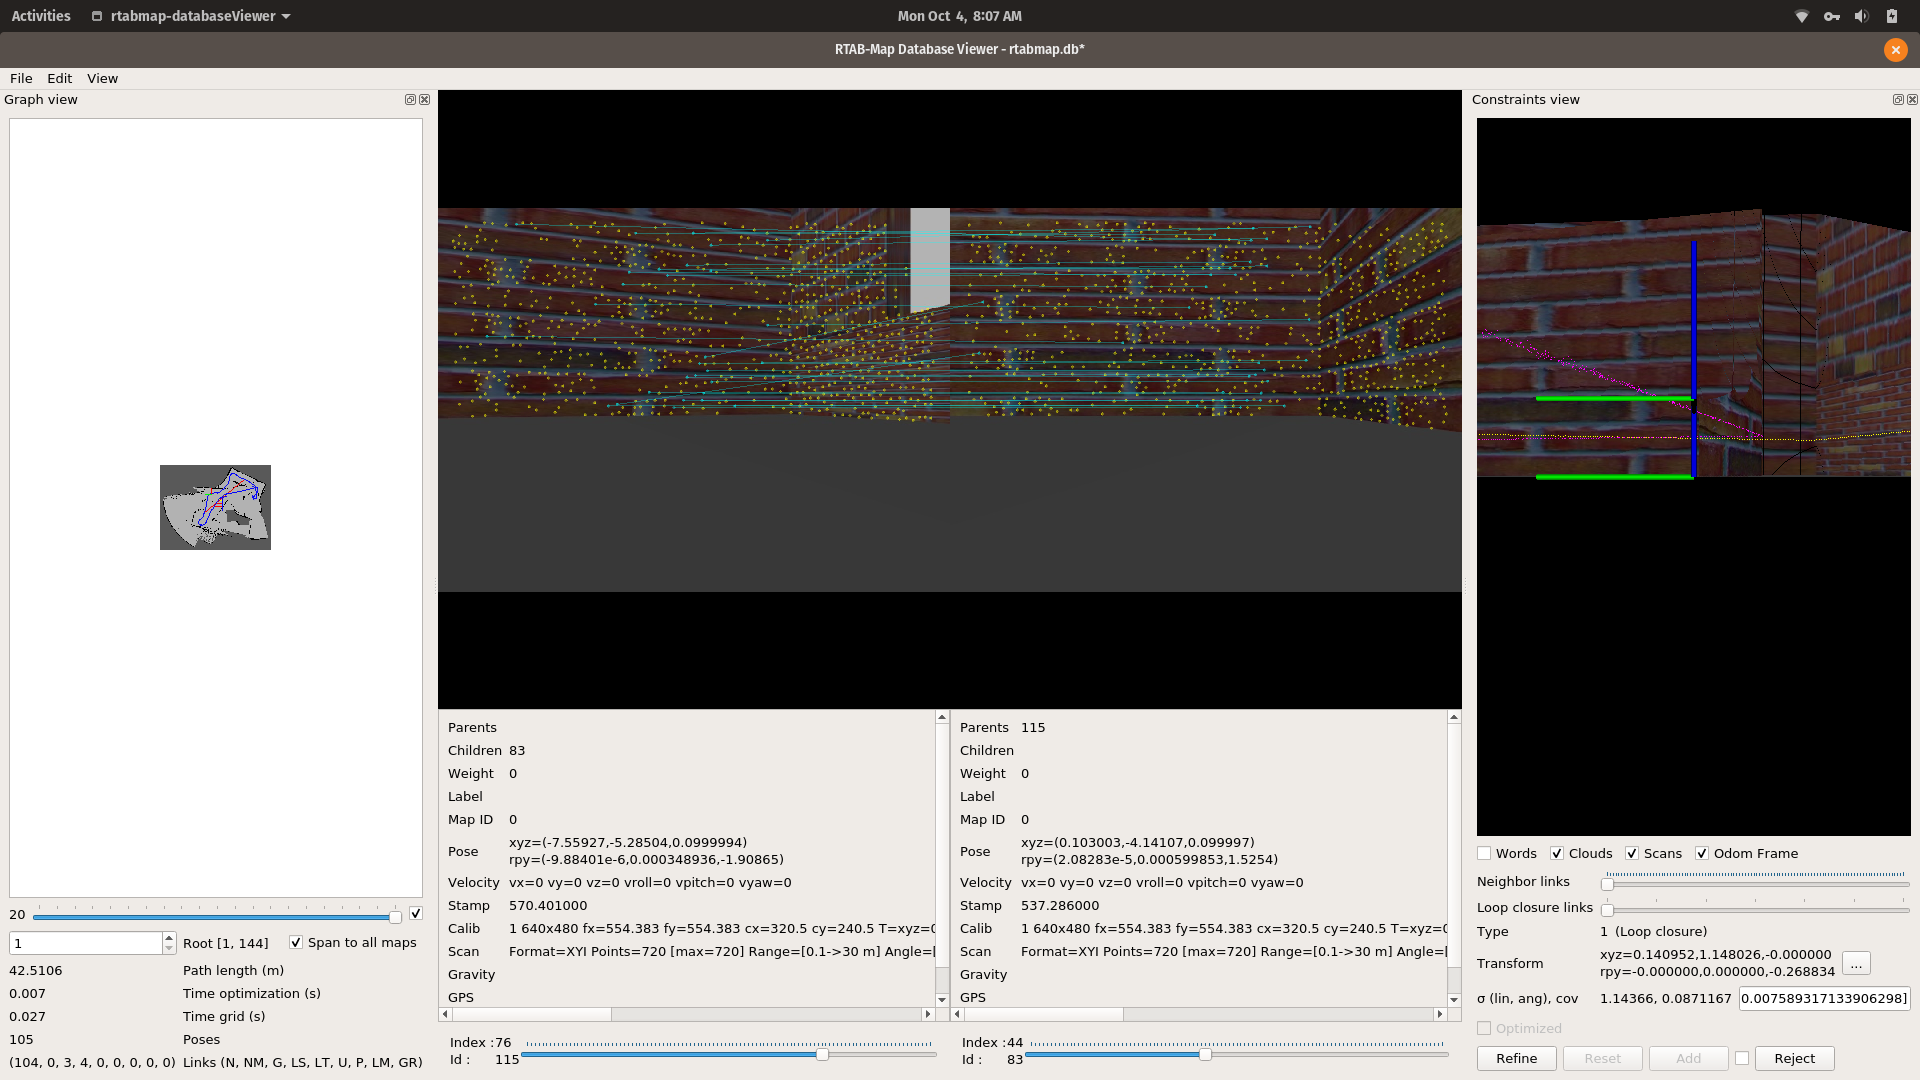 Activities rtabmap-databaseViewer Mon Oct 4, 8:07 AM
RTAB-Map Database Viewer - rtabmap.db*
File Edit View
Graph view
20
1 Root [1, 144] Span to all maps
42.5106 Path length (m)
0.007 Time optimization (s)
0.027 Time grid (s)
105 Poses
(104, 0, 3, 4, 0, 0, 0, 0, 0) Links (N, NM, G, LS, LT, U, P, LM, GR)
Parents
Children 83
Weight 0
Label
Map ID 0
Pose xyz=(-7.55927,-5.28504,0.0999994)
rpy=(-9.88401e-6,0.000348936,-1.90865)
Velocity vx=0 vy=0 vz=0 vroll=0 vpitch=0 vyaw=0
Stamp 570.401000
Calib 1 640x480 fx=554.383 fy=554.383 cx=320.5 cy=240.5 T=xyz=0
Scan Format=XYI Points=720 [max=720] Range=[0.1->30 m] Angle=[
Gravity
GPS
Index : 76
Id : 115
Parents 115
Children
Weight 0
Label
Map ID 0
Pose xyz=(0.103003,-4.14107,0.099997)
rpy=(2.08283e-5,0.000599853,1.5254)
Velocity vx=0 vy=0 vz=0 vroll=0 vpitch=0 vyaw=0
Stamp 537.286000
Calib 1 640x480 fx=554.383 fy=554.383 cx=320.5 cy=240.5 T=xyz=0
Scan Format=XYI Points=720 [max=720] Range=[0.1->30 m] Angle=[
Gravity
GPS
Index : 44
Id : 83
Constraints view
Words Clouds Scans Odom Frame
Neighbor links
Loop closure links
Type 1 (Loop closure)
Transform xyz=0.140952,1.148026,-0.000000
rpy=-0.000000,0.000000,-0.268834 ...
σ (lin, ang), cov 1.14366, 0.0871167 0.007589317133906298]
Optimized
Refine Reset Add Reject